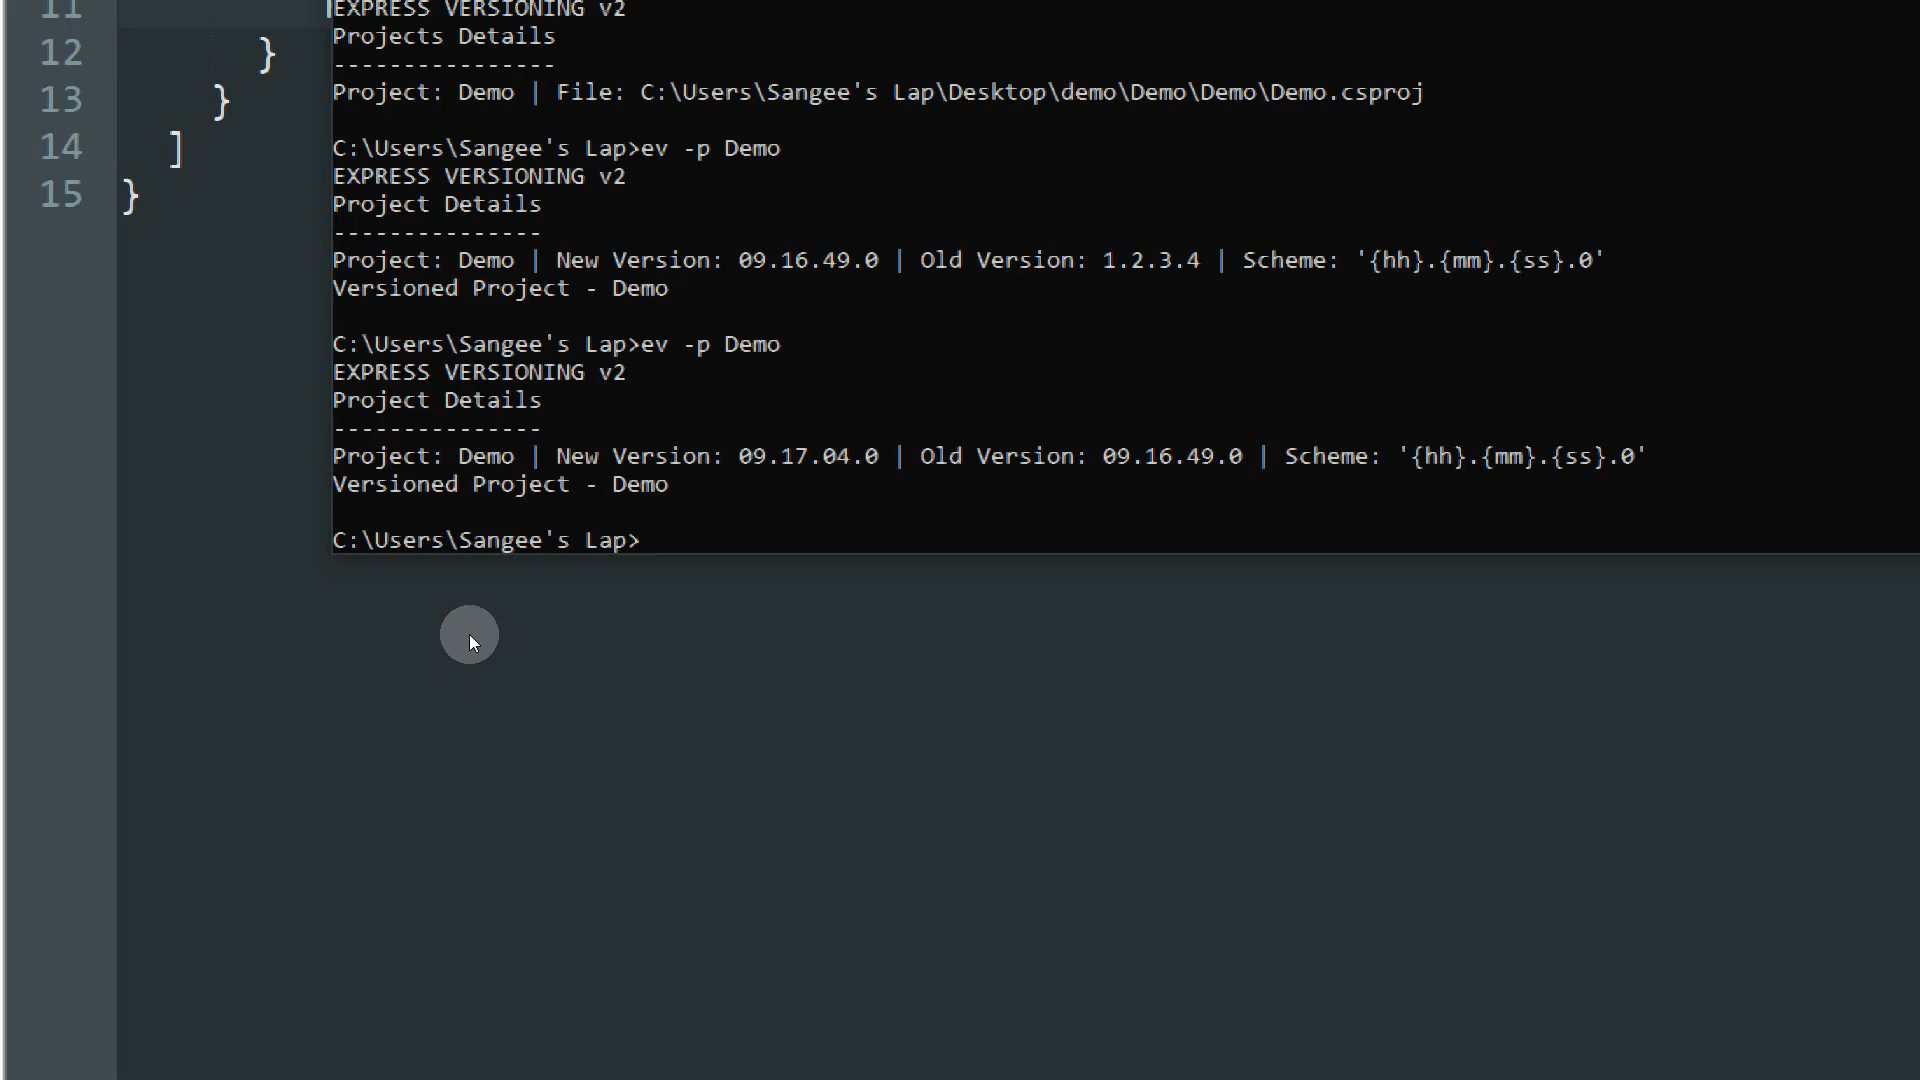 11
12 }
13 }
14 ]
15 }
EXPRESS VERSIONING v2
Projects Details
----------------
Project: Demo | File: C:\Users\Sangee's Lap\Desktop\demo\Demo\Demo\Demo.csproj
C:\Users\Sangee's Lap>ev -p Demo
EXPRESS VERSIONING v2
Project Details
---------------
Project: Demo | New Version: 09.16.49.0 | Old Version: 1.2.3.4 | Scheme: '{hh}.{mm}.{ss}.0'
Versioned Project - Demo
C:\Users\Sangee's Lap>ev -p Demo
EXPRESS VERSIONING v2
Project Details
---------------
Project: Demo | New Version: 09.17.04.0 | Old Version: 09.16.49.0 | Scheme: '{hh}.{mm}.{ss}.0'
Versioned Project - Demo
C:\Users\Sangee's Lap>